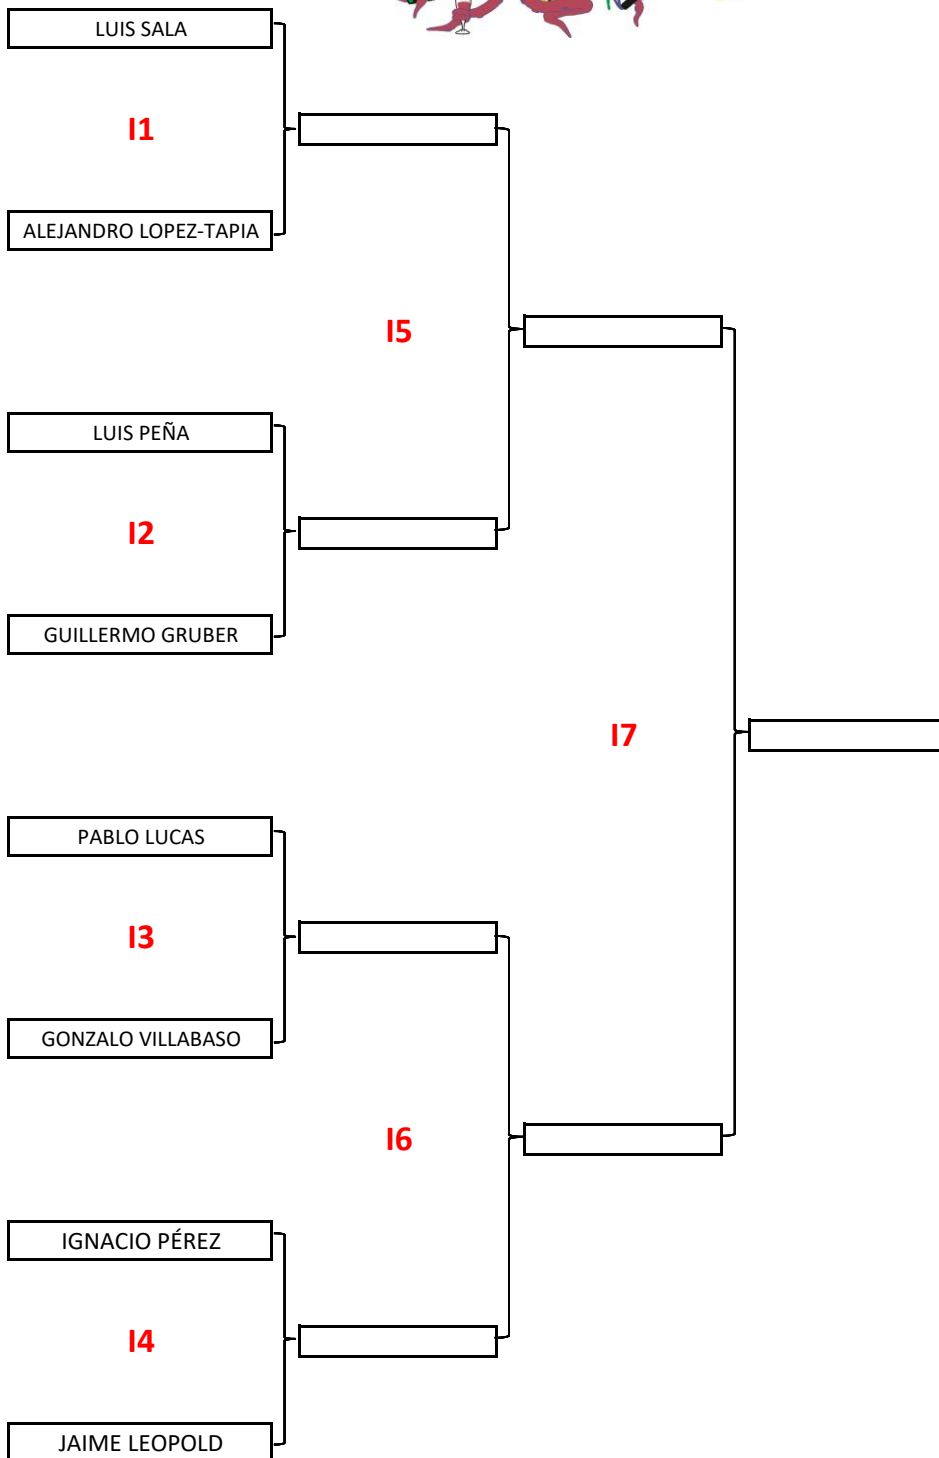 LUIS SALA
I1
ALEJANDRO LOPEZ-TAPIA
I5
LUIS PEÑA
I2
GUILLERMO GRUBER
I7
PABLO LUCAS
I3
GONZALO VILLABASO
I6
IGNACIO PÉREZ
I4
JAIME LEOPOLD